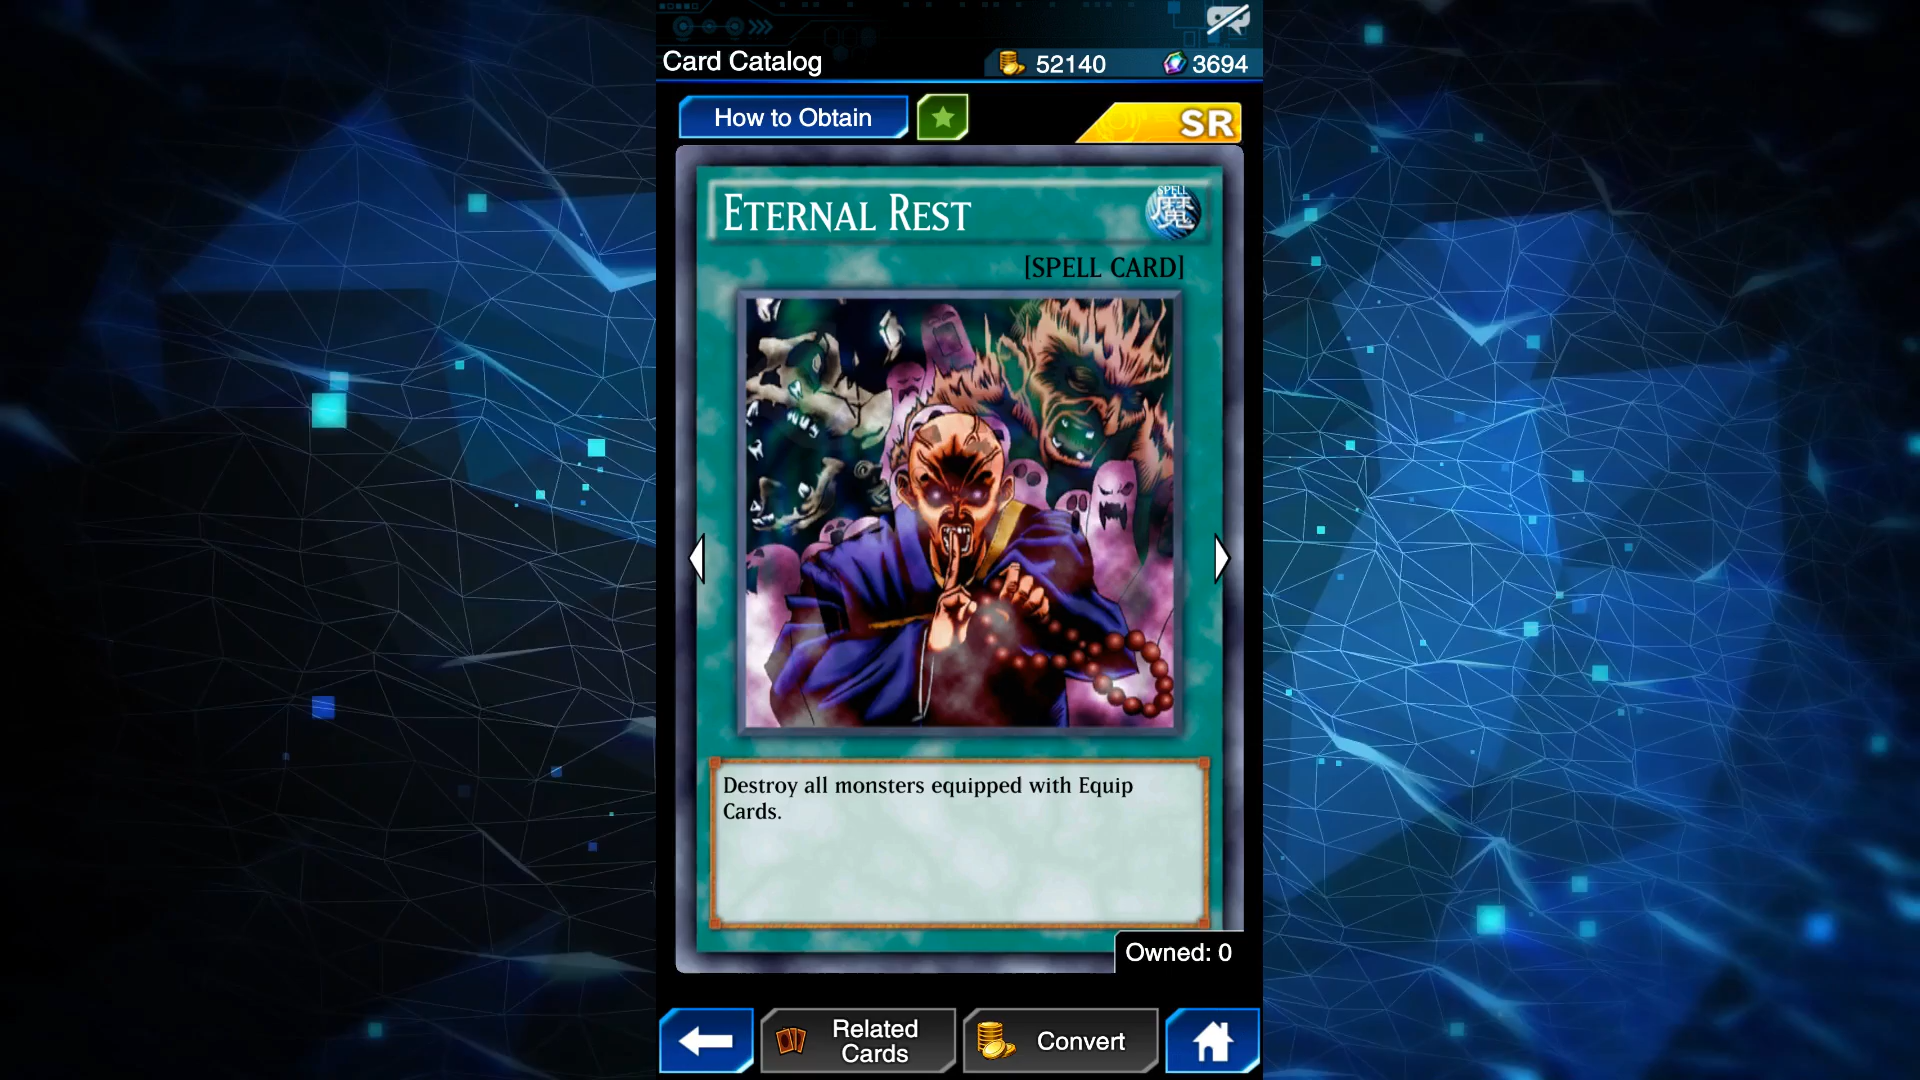 Card Catalog
52140
3694
How to Obtain
SR
ETERNAL REST
SPELL
魔
[SPELL CARD]
Destroy all monsters equipped with Equip
Cards.
Owned: 0
Related
Cards
Convert